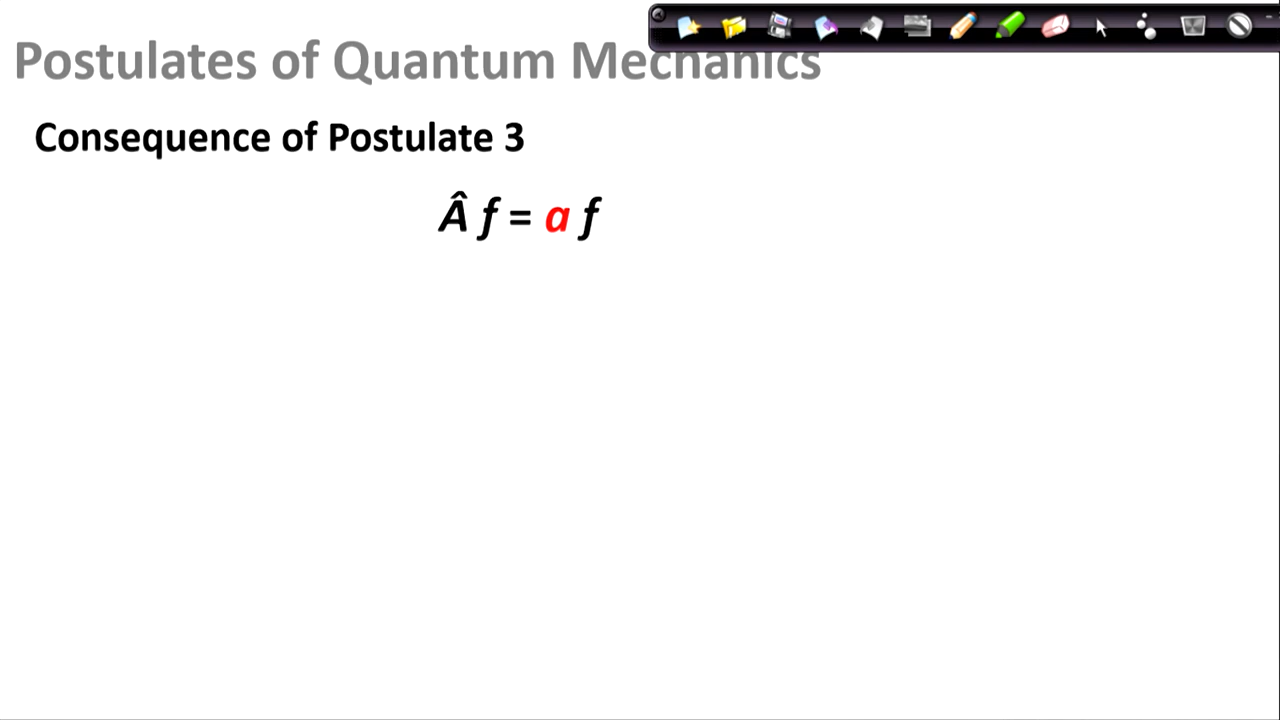 Postulates of Quantum Mechanics
Consequence of Postulate 3
Â f = a f